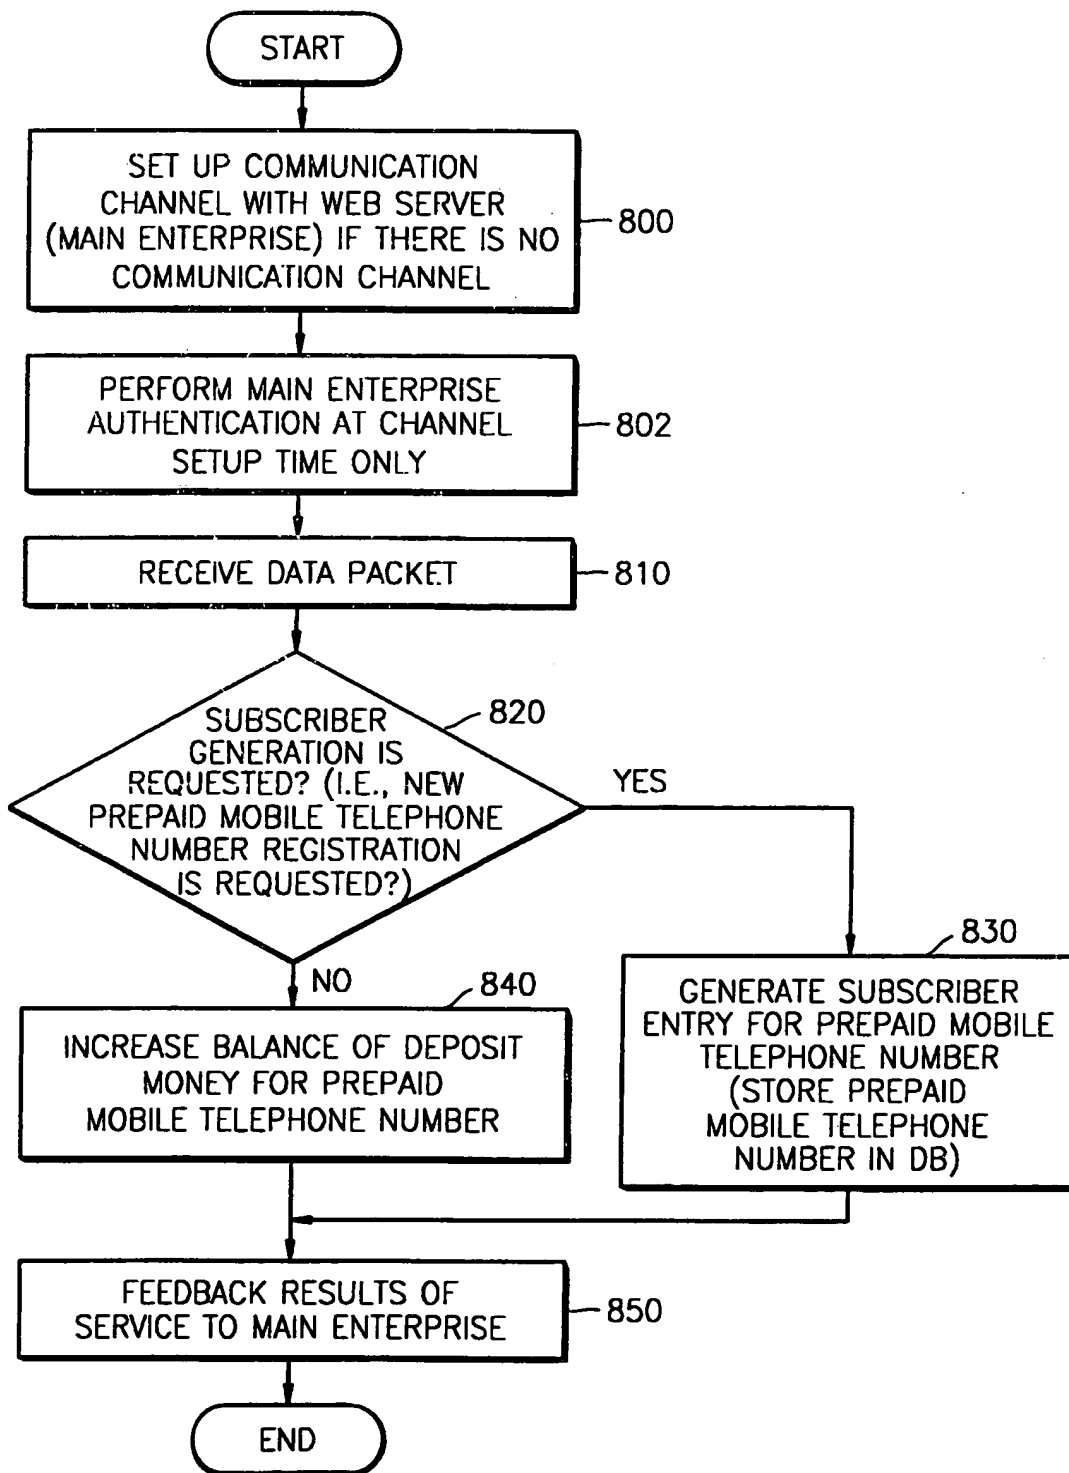 START
SET UP COMMUNICATION
CHANNEL WITH WEB SERVER
(MAIN ENTERPRISE) IF THERE IS NO
COMMUNICATION CHANNEL
800
PERFORM MAIN ENTERPRISE
AUTHENTICATION AT CHANNEL
SETUP TIME ONLY
802
RECEIVE DATA PACKET
810
SUBSCRIBER
GENERATION IS
REQUESTED? (I.E., NEW
PREPAID MOBILE TELEPHONE
NUMBER REGISTRATION
IS REQUESTED?)
820
YES
NO
830
GENERATE SUBSCRIBER
ENTRY FOR PREPAID MOBILE
TELEPHONE NUMBER
(STORE PREPAID
MOBILE TELEPHONE
NUMBER IN DB)
840
INCREASE BALANCE OF DEPOSIT
MONEY FOR PREPAID
MOBILE TELEPHONE NUMBER
FEEDBACK RESULTS OF
SERVICE TO MAIN ENTERPRISE
850
END